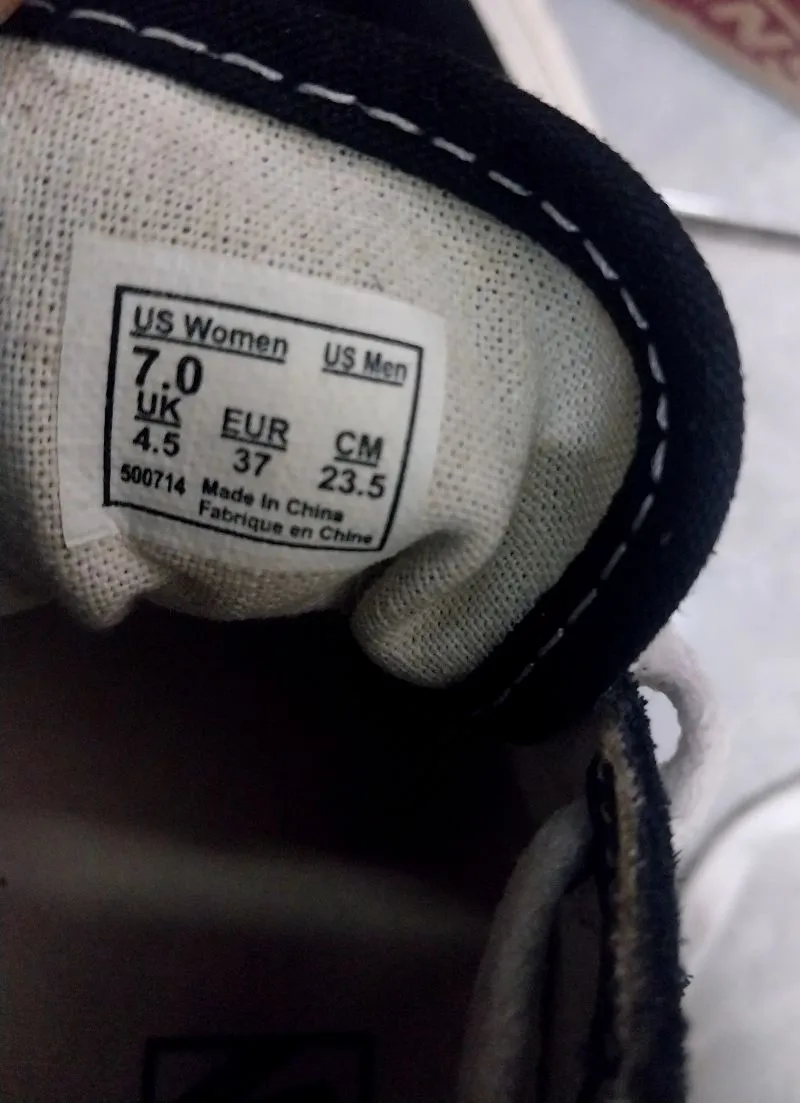 US Women US Men
7.0
UK EUR CM
4.5 37 23.5
500714 Made In China
Fabrique en Chine